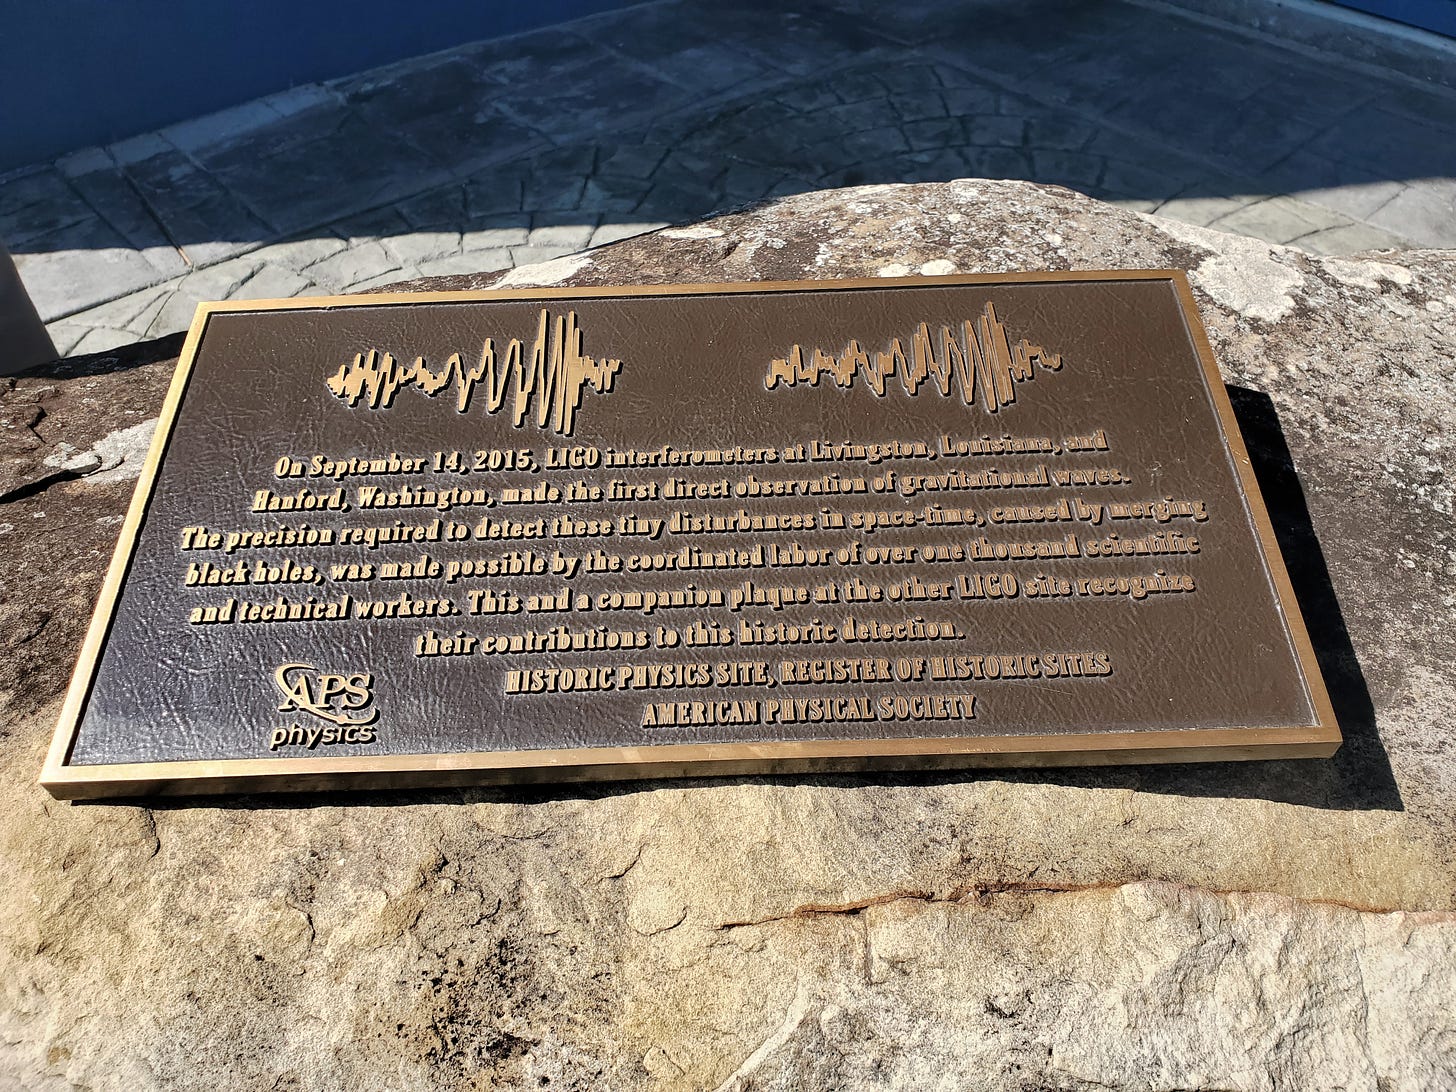 On September 14, 2015, LIGO interferometers at Livingston, Louisiana, and
Hanford, Washington, made the first direct observation of gravitational waves.
The precision required to detect these tiny disturbances in space-time, caused by merging
black holes, was made possible by the coordinated labor of over one thousand scientific
and technical workers. This and a companion plaque at the other LIGO site recognize
their contributions to this historic detection.
HISTORIC PHYSICS SITE, REGISTER OF HISTORIC SITES
AMERICAN PHYSICAL SOCIETY
APS
physics